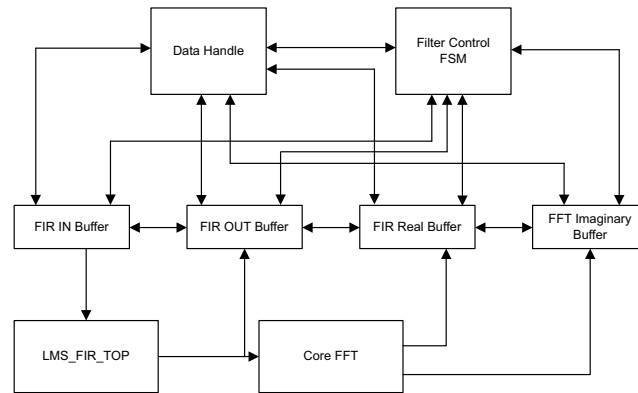 Data Handle
Filter Control
FSM
FIR IN Buffer
FIR OUT Buffer
FIR Real Buffer
FFT Imaginary
Buffer
LMS_FIR_TOP
Core FFT